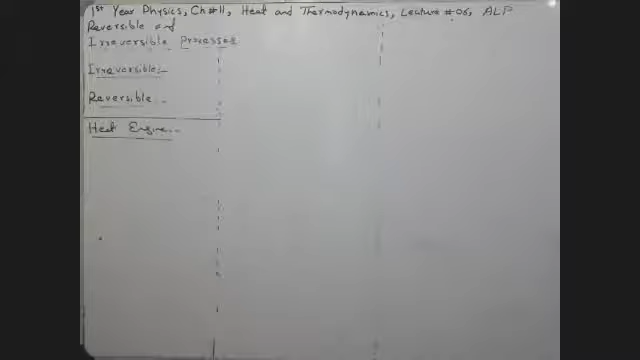 1st Year Physics, Ch#11, Heat and Thermodynamics, Lecture #06, ALP
Reversible and
Irreversible Processes
Irreversible:-
Reversible:-
Heat Engine:-